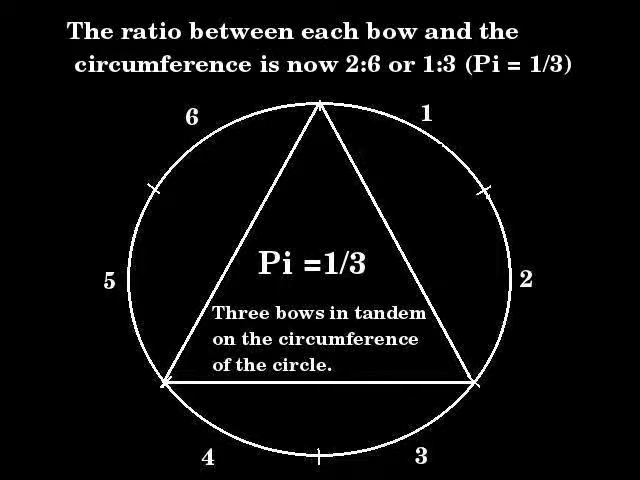 The ratio between each bow and the
circumference is now 2:6 or 1:3 (Pi = 1/3)
6
1
5
2
Pi =1/3
Three bows in tandem
on the circumference
of the circle.
4
3